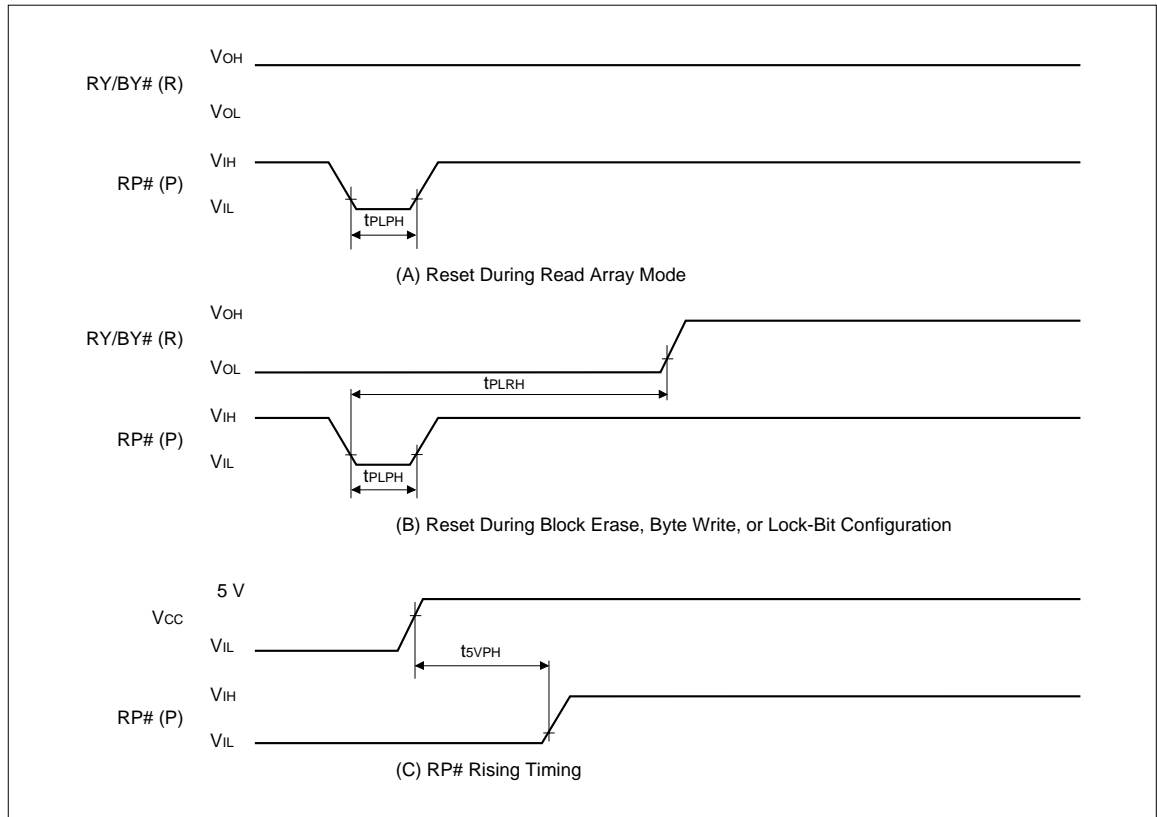 VOH
RY/BY# (R)
VOL
VIH
RP# (P)
VIL
tPLPH
(A) Reset During Read Array Mode
VOH
RY/BY# (R)
VOL
tPLRH
VIH
RP# (P)
VIL
tPLPH
(B) Reset During Block Erase, Byte Write, or Lock-Bit Configuration
5 V
VCC
VIL
t5VPH
VIH
RP# (P)
VIL
(C) RP# Rising Timing